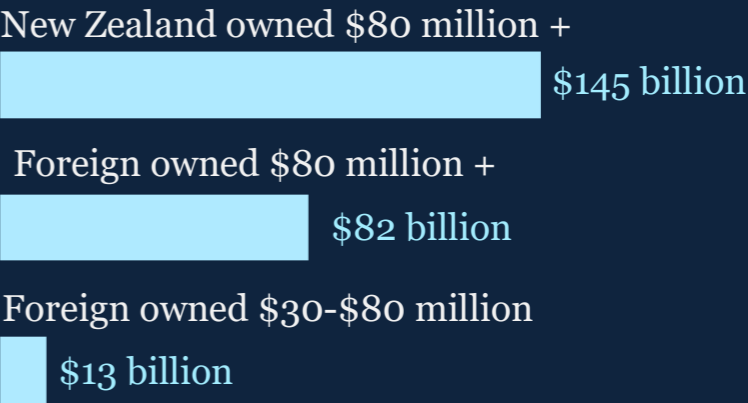 New Zealand owned $80 million +
$145 billion
Foreign owned $80 million +
$82 billion
Foreign owned $30-$80 million
$13 billion